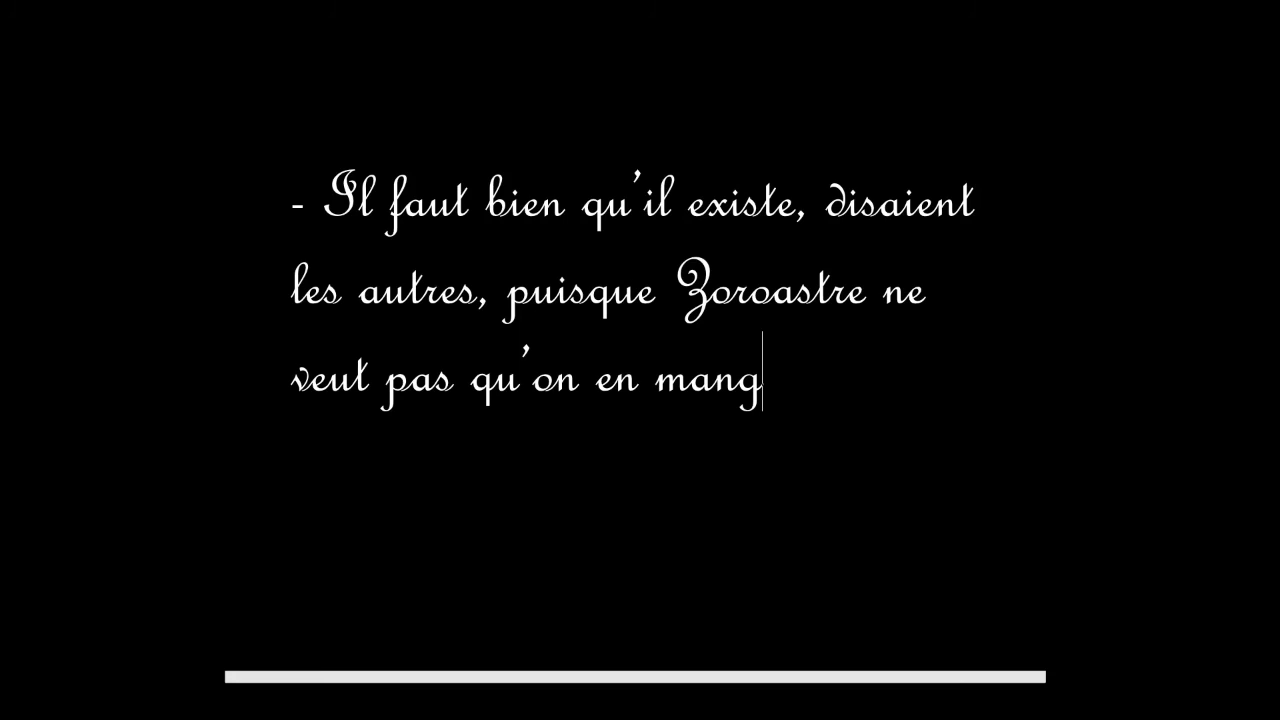 - Il faut bien qu'il existe, disaient
les autres, puisque Zoroastre ne
veut pas qu'on en mang